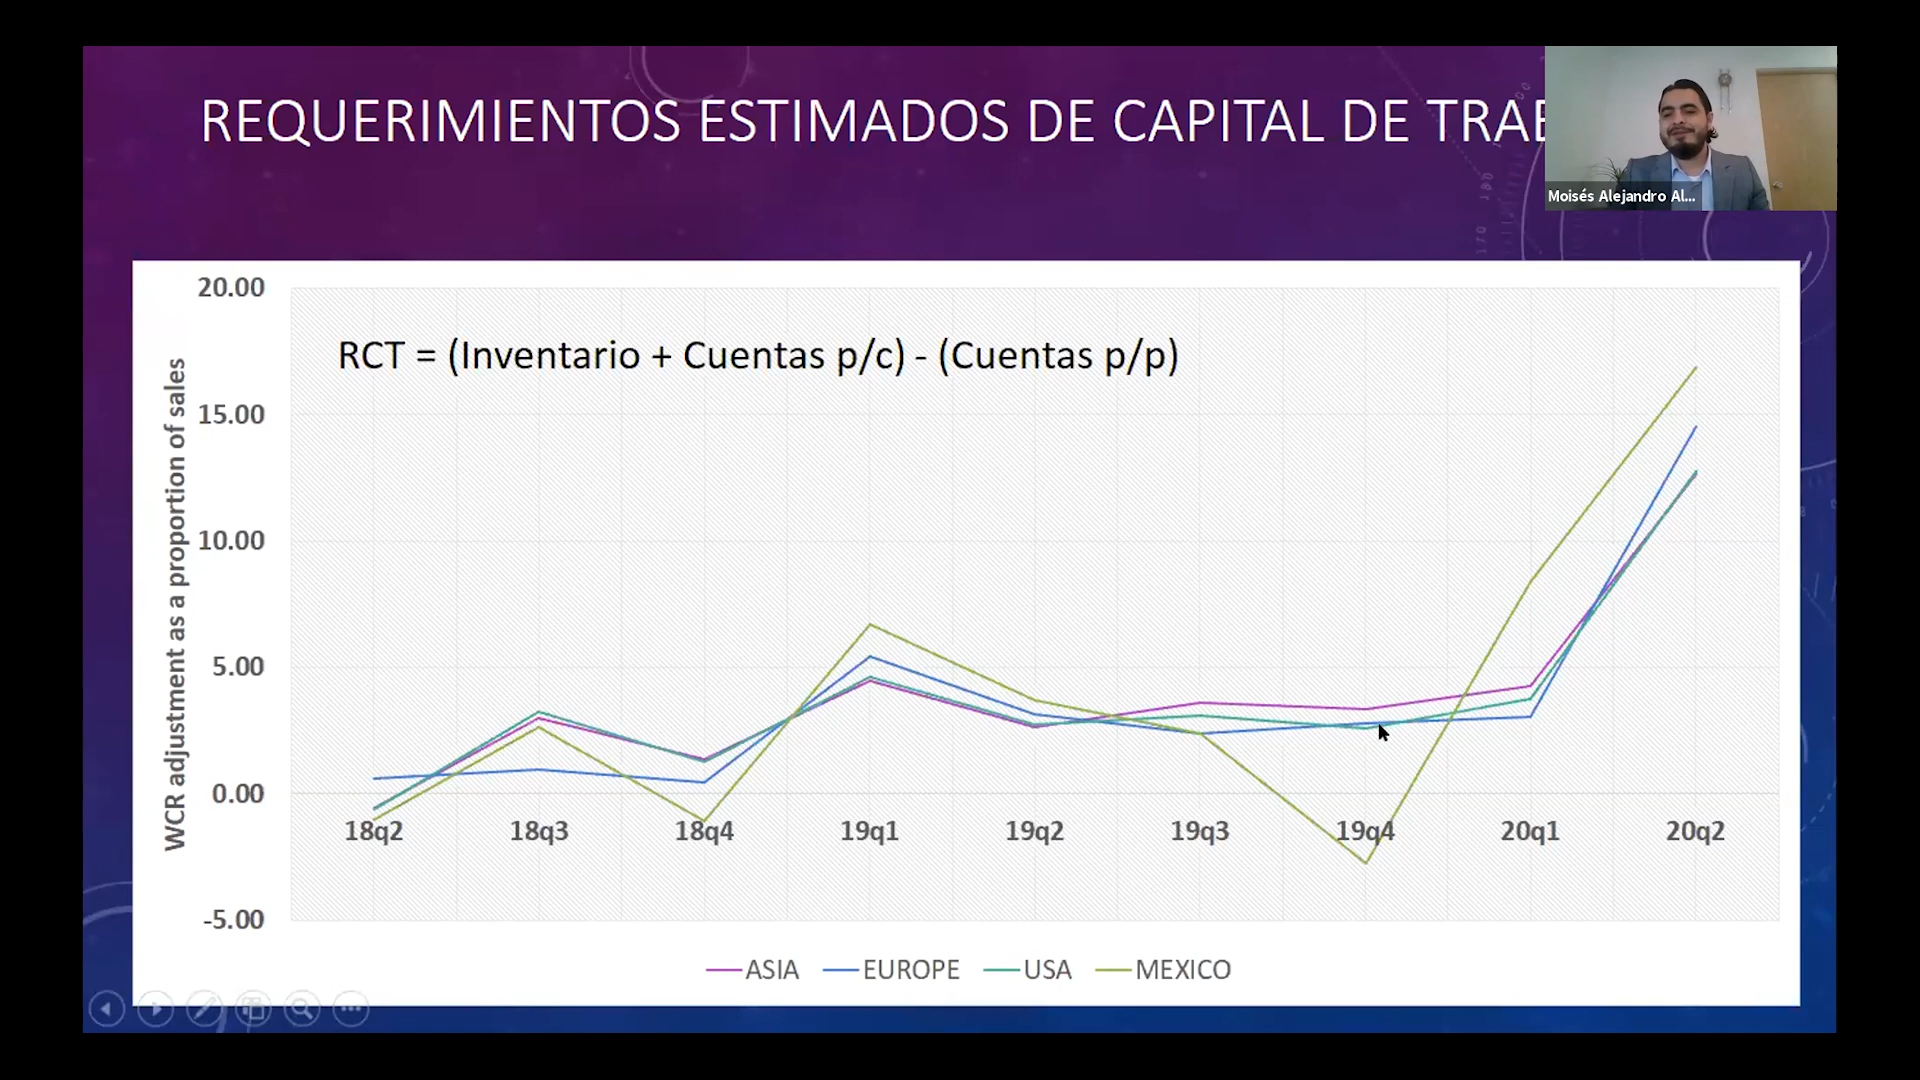 REQUERIMIENTOS ESTIMADOS DE CAPITAL DE
Moisés Alejandro Al...
RCT = (Inventario + Cuentas p/c) - (Cuentas p/p)
WCR adjustment as a proportion of sales
20.00
15.00
10.00
5.00
0.00
-5.00
18q2 18q3 18q4 19q1 19q2 19q3 19q4 20q1 20q2
ASIA EUROPE USA MEXICO